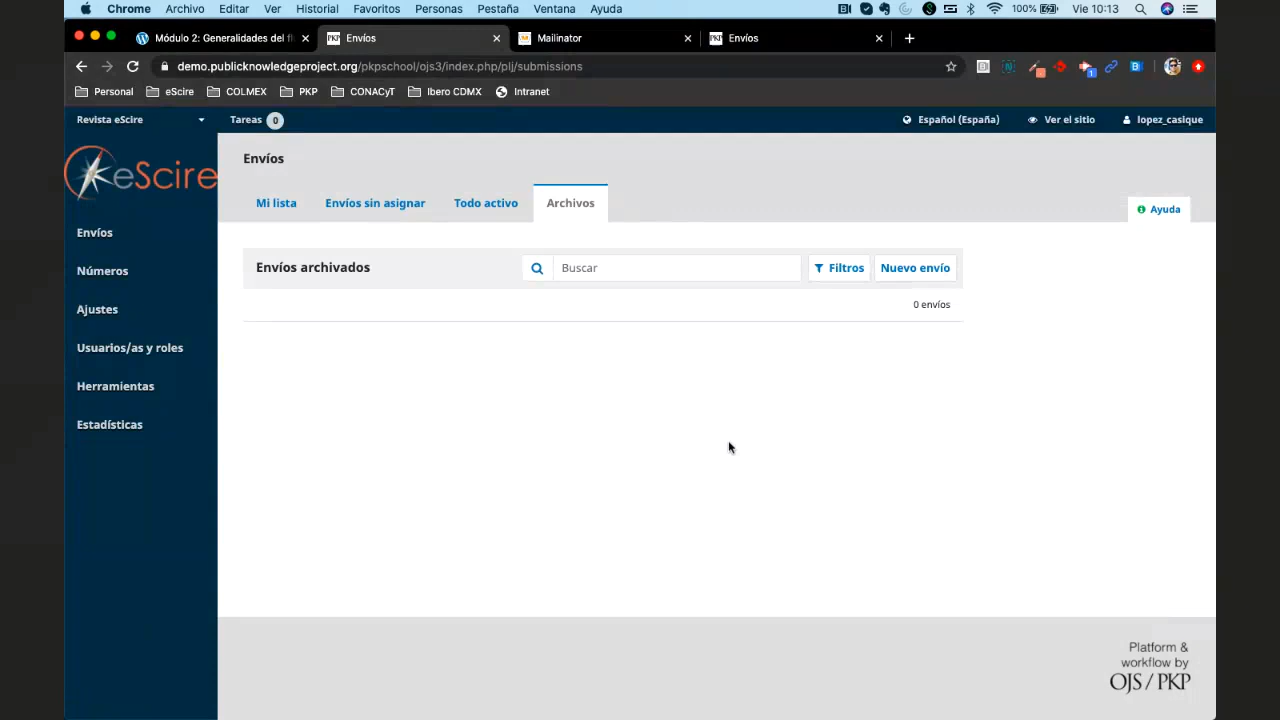 Chrome Archivo Editar Ver Historial Favoritos Personas Pestaña Ventana Ayuda 100% Vie 10:13
Módulo 2: Generalidades del fl Envíos Mailinator Envíos
demo.publicknowledgeproject.org/pkpschool/ojs3/index.php/plj/submissions
Personal eScire COLMEX PKP CONACyT Ibero CDMX Intranet
Revista eScire Tareas 0 Español (España) Ver el sitio lopez_casique
eScire
Envíos
Números
Ajustes
Usuarios/as y roles
Herramientas
Estadísticas
Envíos
Mi lista Envíos sin asignar Todo activo Archivos
Ayuda
Envíos archivados Buscar Filtros Nuevo envío
0 envíos
Platform &
workflow by
OJS / PKP